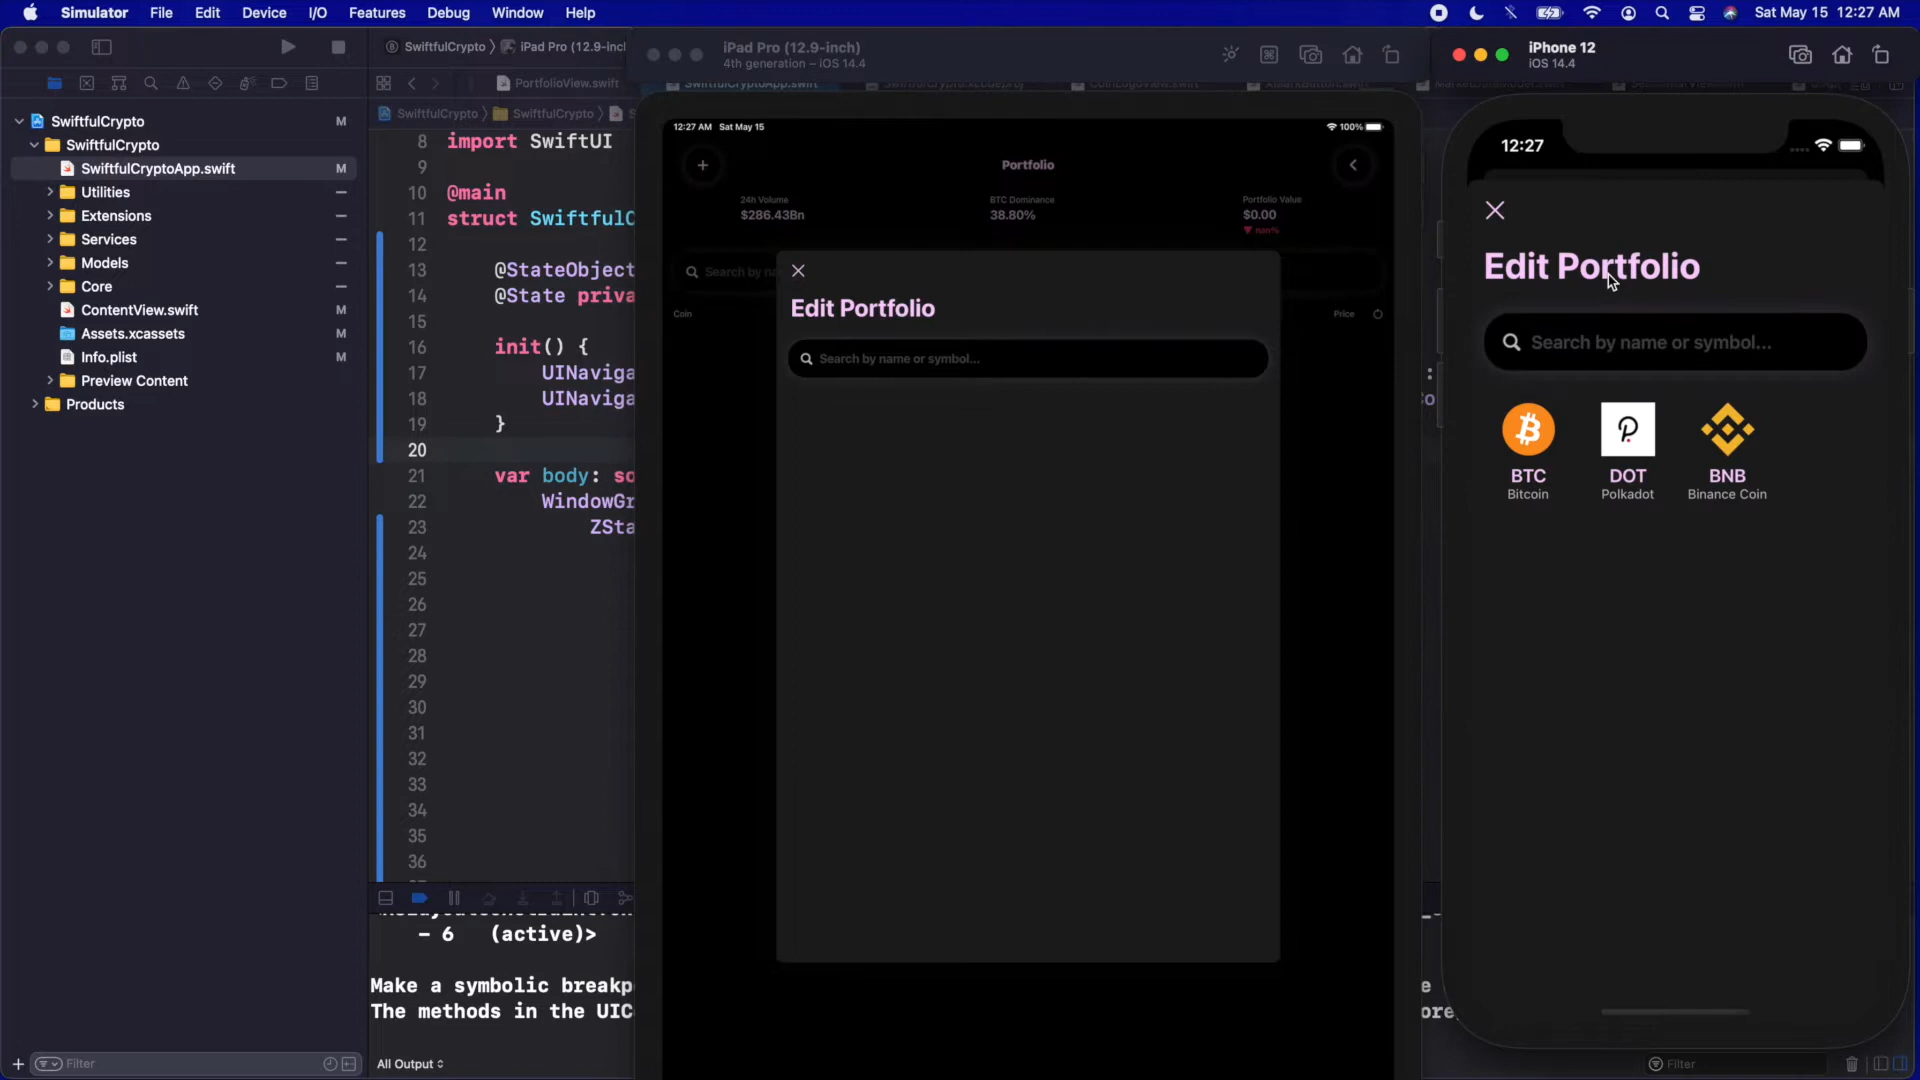 Simulator File Edit Device I/O Features Debug Window Help
Sat May 15 12:27 AM
SwiftfulCrypto
iPad Pro (12.9-incl
SwiftfulCrypto M
SwiftfulCrypto
SwiftfulCryptoApp.swift M
Utilities
Extensions
Services
Models
Core
ContentView.swift M
Assets.xcassets M
Info.plist M
Preview Content
Products
Filter
PortfolioView.swift
SwiftfulCrypto SwiftfulCrypto
8 import SwiftUI
9
10 @main
11 struct SwiftfulC
12
13 @StateObject
14 @State priva
15
16 init() {
17 UINaviga
18 UINaviga
19 }
20
21 var body: so
22 WindowGr
23 ZSta
24
25
26
27
28
29
30
31
32
33
34
35
36
- 6 (active)>
Make a symbolic breakp
The methods in the UIC
All Output
iPad Pro (12.9-inch)
4th generation – iOS 14.4
SwiftfulCryptoApp.swift
12:27 AM Sat May 15
100%
Portfolio
24h Volume
$286.43Bn
BTC Dominance
38.80%
Portfolio Value
$0.00
nan%
Search by na
Coin
Price
Edit Portfolio
Search by name or symbol...
iPhone 12
iOS 14.4
12:27
Edit Portfolio
Search by name or symbol...
BTC
Bitcoin
DOT
Polkadot
BNB
Binance Coin
Filter